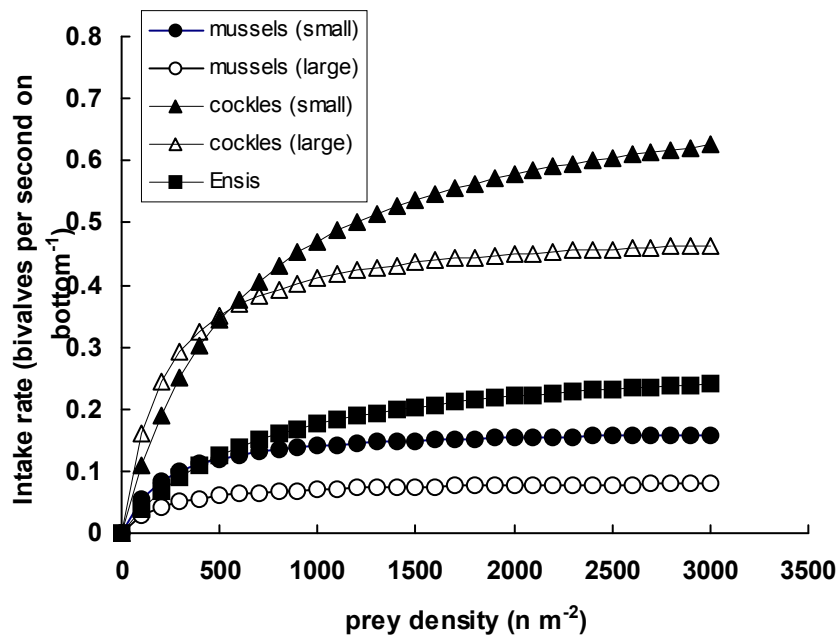 0.8
0.7
0.6
0.5
0.4
0.3
0.2
0.1
0
mussels (small)
mussels (large)
cockles (small)
cockles (large)
Ensis
Intake rate (bivalves per second on
bottom⁻¹)
0 500 1000 1500 2000 2500 3000 3500
prey density (n m⁻²)